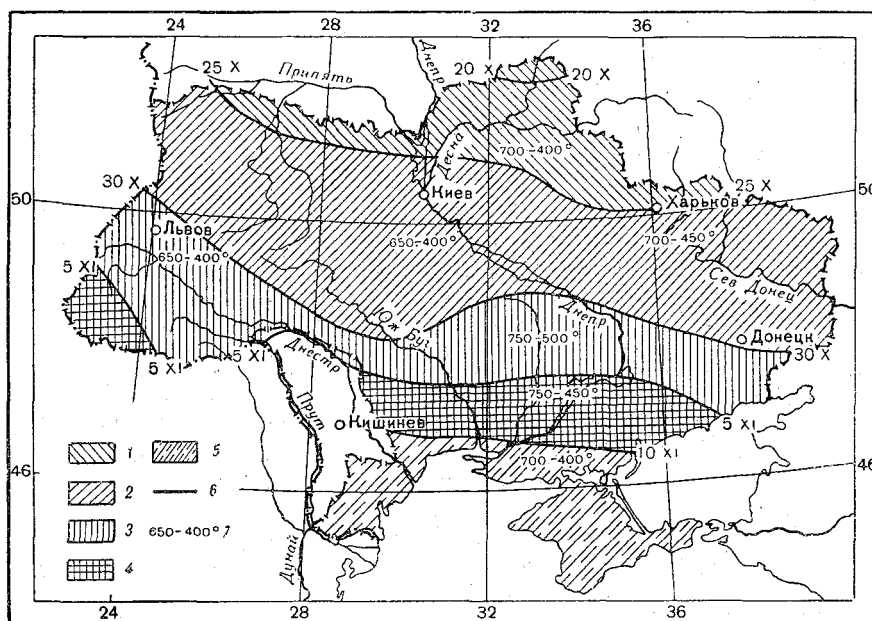 24 28 32 36
25 X
Припять
Днепр
20 X 20 X
Десна
700-400°
50
30 X
Киев
Харьков
25 X
50
Львов
650-400°
650-400°
700-450°
5 XI
Сев Донец
Юж Буг
Днепр
750-500°
Донецк
30 X
5 XI
5 XI
Днестр
750-450°
Прут
Кишинев
5 XI
10 XI
700-400°
46
46
1 5
2 6
3 650-400° 7
4
Дунай
24 28 32 36